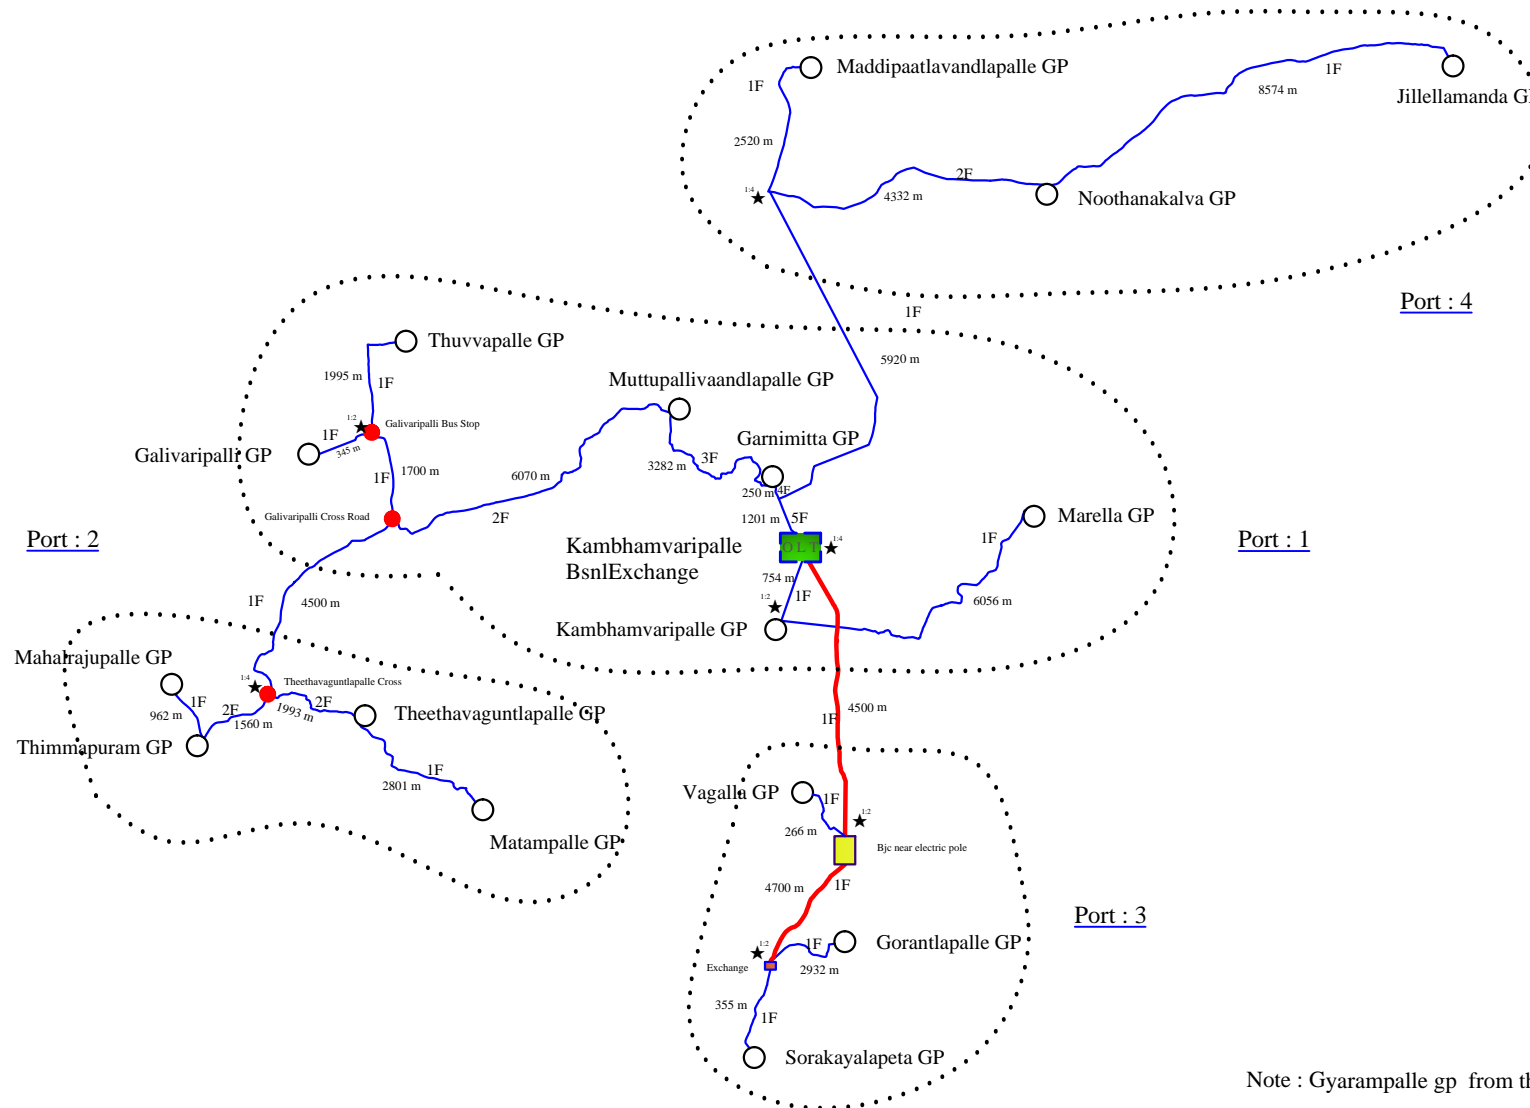 Maddipaatlavandlapalle GP
1F
1F
8574 m
Jillellamanda G
2520 m
1:4
2F
4332 m
Noothanakalva GP
Port : 4
1F
5920 m
Thuvvapalle GP
1995 m
1F
Muttupallivaandlapalle GP
1:2
Galivaripalli Bus Stop
1F
345 m
Galivaripalli GP
Garnimitta GP
1700 m
1F
6070 m
3282 m
3F
250 m
4F
Galivaripalli Cross Road
2F
1201 m
5F
Marella GP
1F
Port : 2
Port : 1
Kambhamvaripalle
BsnlExchange
O L T
1:4
754 m
1F
1:2
6056 m
1F
4500 m
Kambhamvaripalle GP
Maharajupalle GP
1:4
Theethavaguntlapalle Cross
1F
962 m
2F
1560 m
1993 m
2F
Theethavaguntlapalle GP
Thimmapuram GP
4500 m
1F
1F
2801 m
Matampalle GP
Vagalla GP
1F
266 m
1:2
Bjc near electric pole
4700 m
1F
Port : 3
1:2
1F
Gorantlapalle GP
Exchange
2932 m
355 m
1F
Sorakayalapeta GP
Note : Gyarampalle gp from th